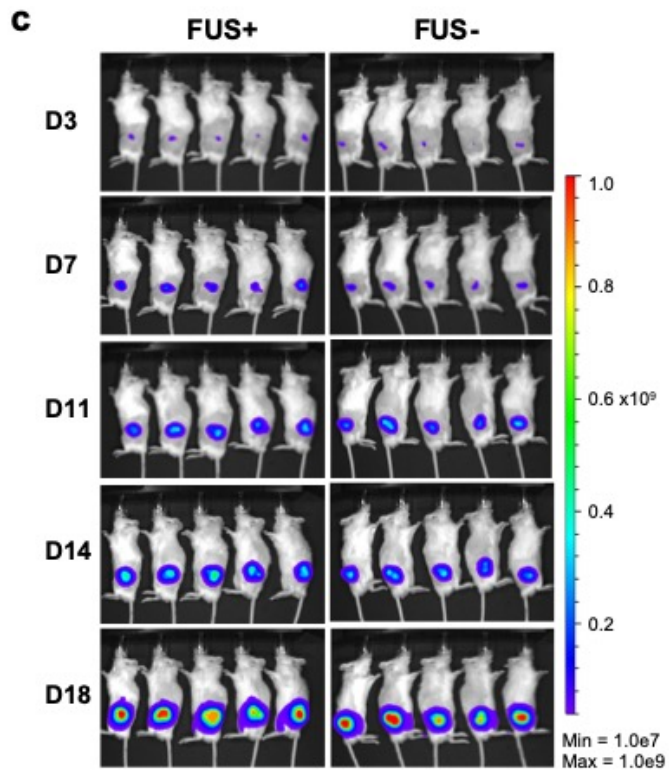 c
FUS+ FUS-
D3
D7
D11
D14
D18
1.0
0.8
0.6 x10⁹
0.4
0.2
Min = 1.0e7
Max = 1.0e9